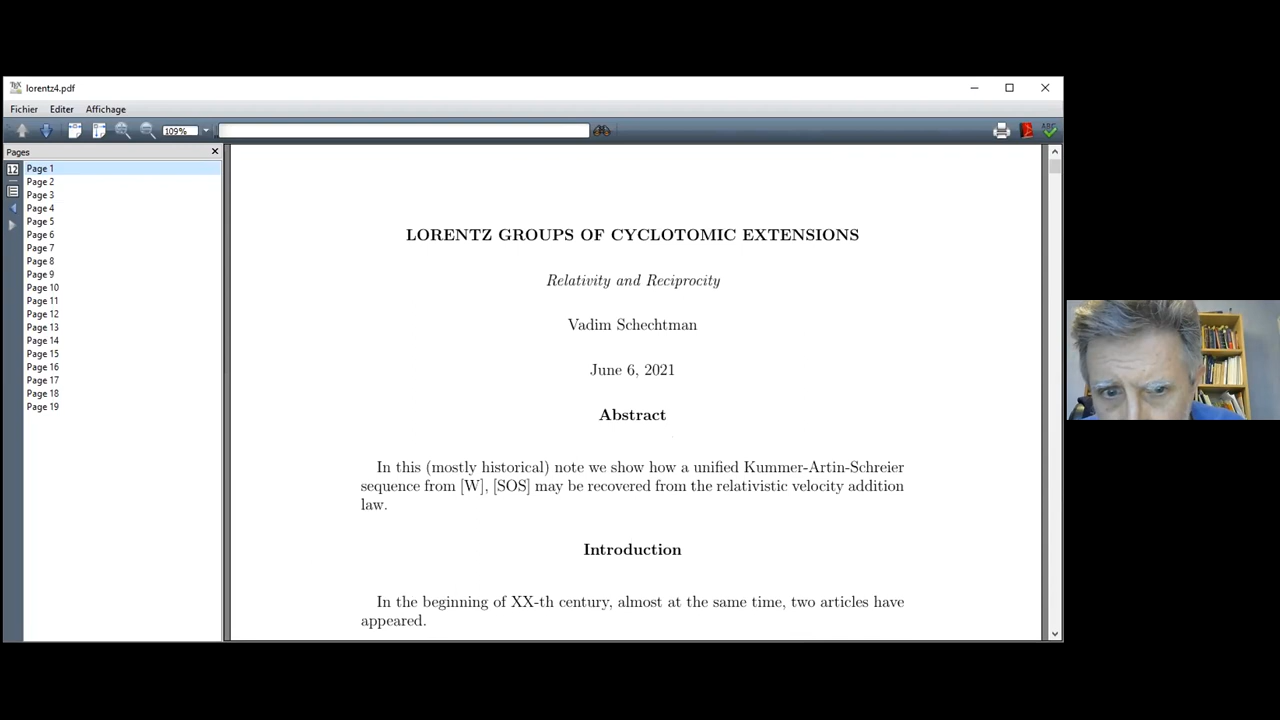 lorentz4.pdf
Fichier Editer Affichage
109%
Pages
Page 1
Page 2
Page 3
Page 4
Page 5
Page 6
Page 7
Page 8
Page 9
Page 10
Page 11
Page 12
Page 13
Page 14
Page 15
Page 16
Page 17
Page 18
Page 19
LORENTZ GROUPS OF CYCLOTOMIC EXTENSIONS
Relativity and Reciprocity
Vadim Schechtman
June 6, 2021
Abstract
In this (mostly historical) note we show how a unified Kummer-Artin-Schreier
sequence from [W], [SOS] may be recovered from the relativistic velocity addition
law.
Introduction
In the beginning of XX-th century, almost at the same time, two articles have
appeared.